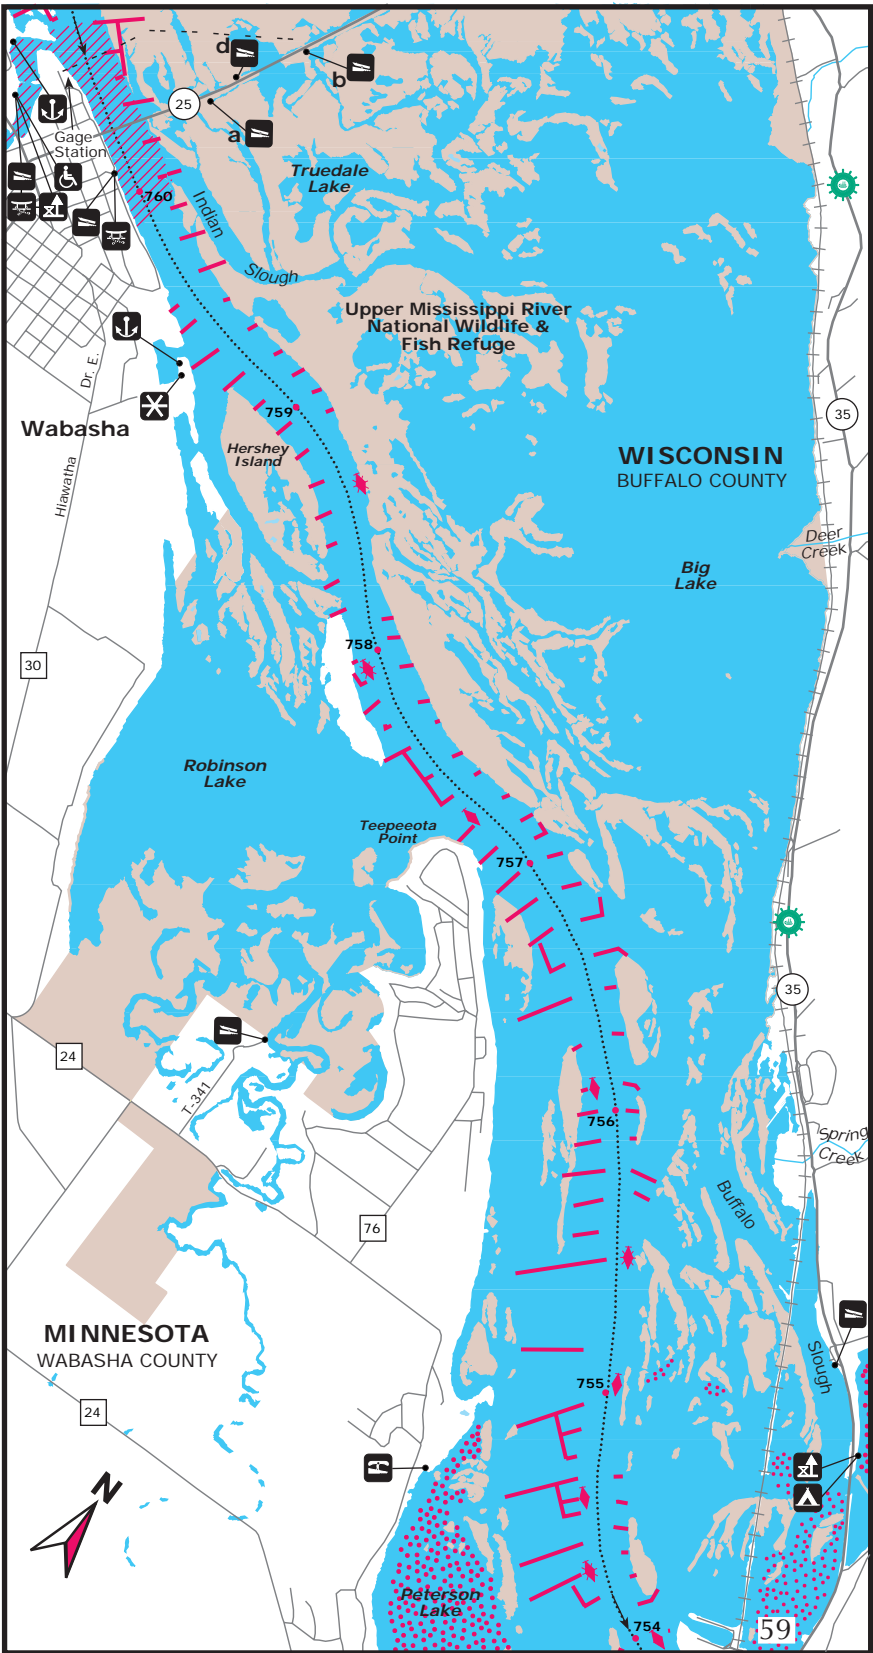 d
b
25
a
Gage
Station
Truedale
Lake
760
Indian
Slough
Upper Mississippi River
National Wildlife &
Fish Refuge
Dr. E.
759
35
Wabasha
Hershey
Island
WISCONSIN
BUFFALO COUNTY
Hiawatha
Deer
Creek
Big
Lake
758
30
Robinson
Lake
Teepeeota
Point
757
35
24
T-341
756
Spring
Creek
Buffalo
76
MINNESOTA
WABASHA COUNTY
Slough
755
24
N
Peterson
Lake
754
59